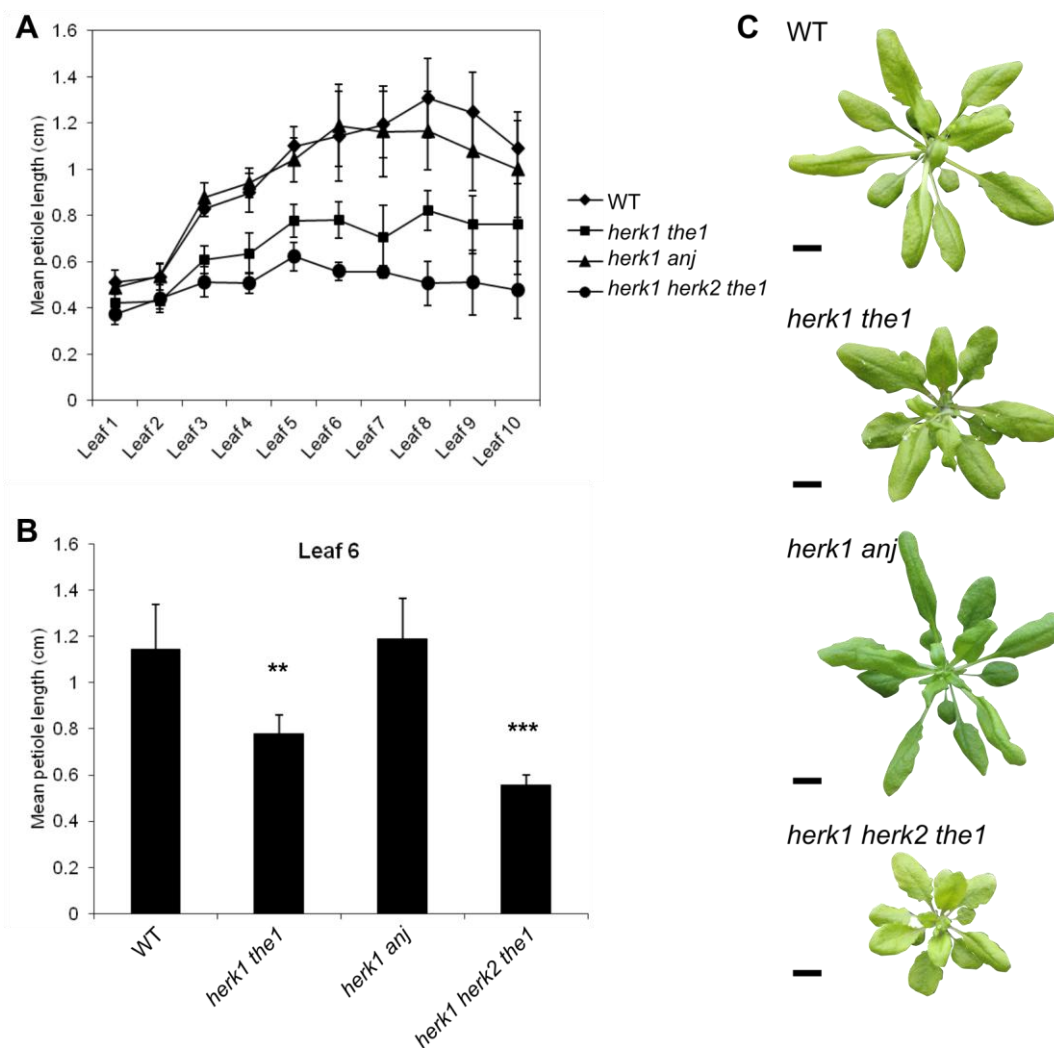 A
1.6
1.4
1.2
1
0.8
0.6
0.4
0.2
0
Mean petiole length (cm)
Leaf 1
Leaf 2
Leaf 3
Leaf 4
Leaf 5
Leaf 6
Leaf 7
Leaf 8
Leaf 9
Leaf 10
WT
herk1 the1
herk1 anj
herk1 herk2 the1
B
Leaf 6
1.6
1.4
1.2
1
0.8
0.6
0.4
0.2
0
Mean petiole length (cm)
**
***
WT
herk1 the1
herk1 anj
herk1 herk2 the1
C
WT
herk1 the1
herk1 anj
herk1 herk2 the1